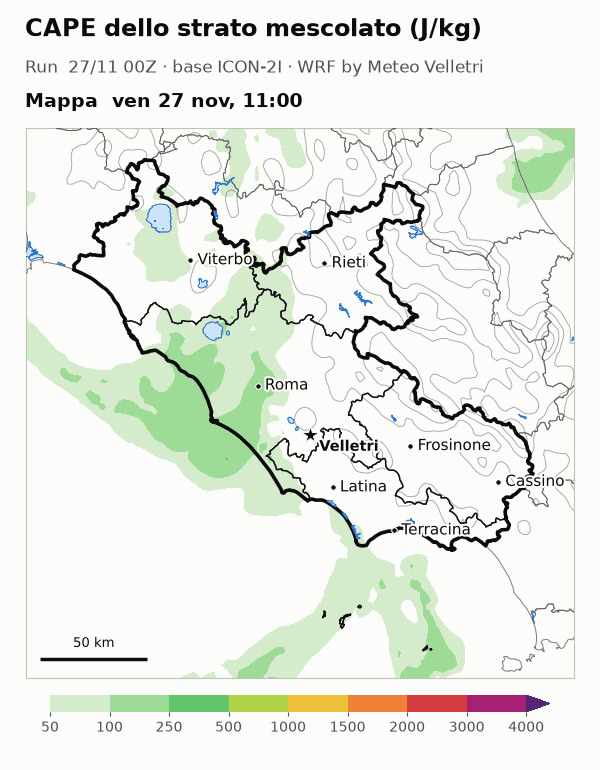 CAPE dello strato mescolato (J/kg)
Run  27/11 00Z · base ICON-2I · WRF by Meteo Velletri
Mappa  ven 27 nov, 11:00
Viterbo
Rieti
Roma
Velletri
Frosinone
Cassino
Latina
Terracina
50 km
50 100 250 500 1000 1500 2000 3000 4000